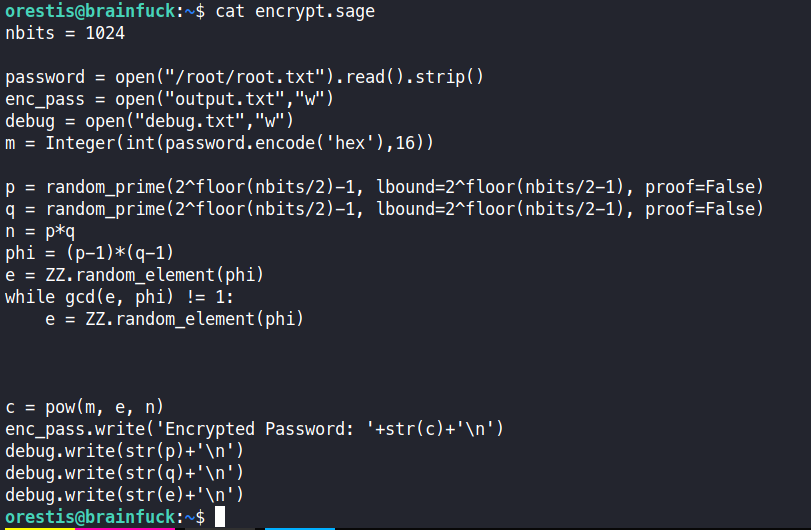 orestis@brainfuck:~$ cat encrypt.sage
nbits = 1024
password = open("/root/root.txt").read().strip()
enc_pass = open("output.txt","w")
debug = open("debug.txt","w")
m = Integer(int(password.encode('hex'),16))
p = random_prime(2^floor(nbits/2)-1, lbound=2^floor(nbits/2-1), proof=False)
q = random_prime(2^floor(nbits/2)-1, lbound=2^floor(nbits/2-1), proof=False)
n = p*q
phi = (p-1)*(q-1)
e = ZZ.random_element(phi)
while gcd(e, phi) != 1:
    e = ZZ.random_element(phi)
c = pow(m, e, n)
enc_pass.write('Encrypted Password: '+str(c)+'\n')
debug.write(str(p)+'\n')
debug.write(str(q)+'\n')
debug.write(str(e)+'\n')
orestis@brainfuck:~$